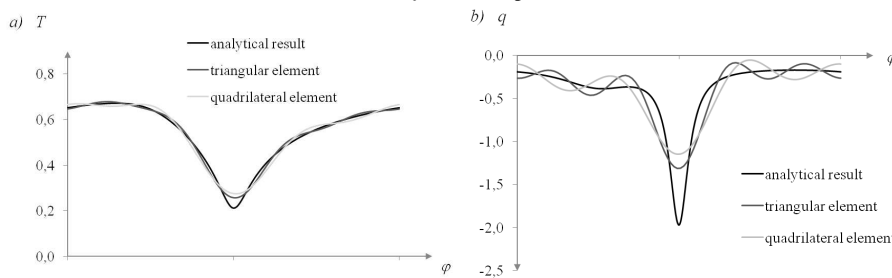 a) T
analytical result
triangular element
quadrilateral element
0,8
0,6
0,4
0,2
0,0
φ
b) q
0,0
-0,5
-1,0
-1,5
-2,0
-2,5
analytical result
triangular element
quadrilateral elemen